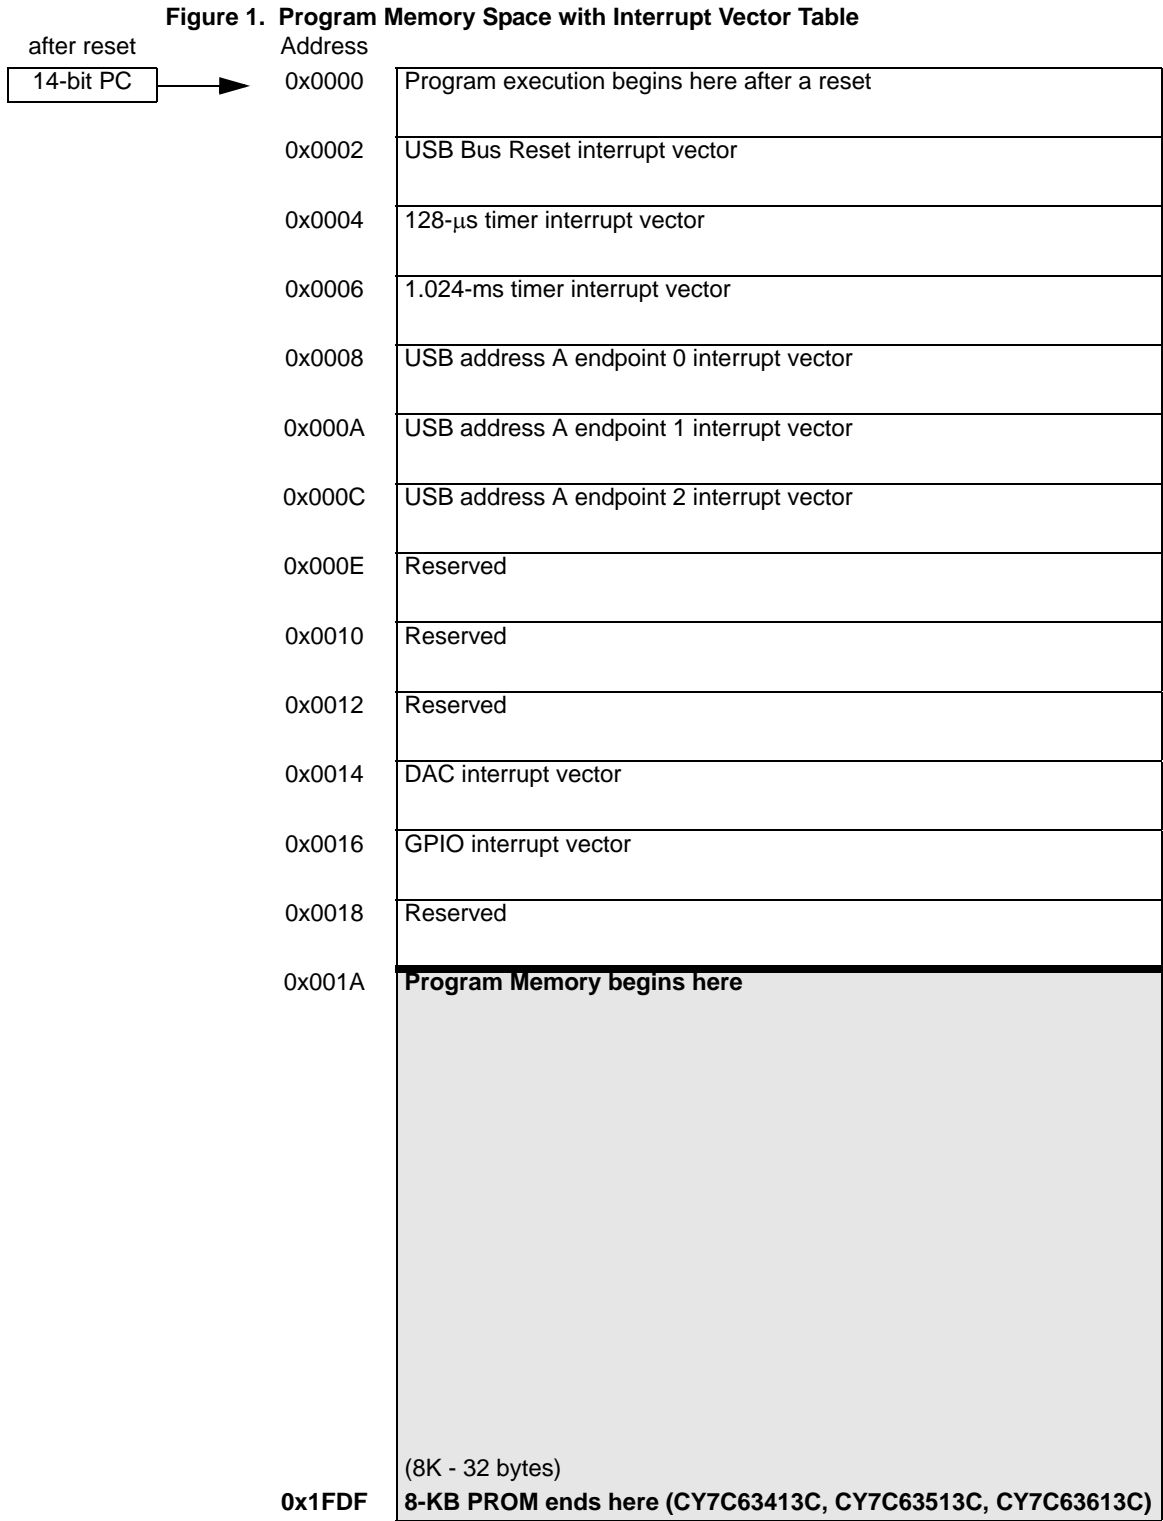 Figure 1.  Program Memory Space with Interrupt Vector Table
after reset Address
14-bit PC 0x0000 Program execution begins here after a reset
0x0002 USB Bus Reset interrupt vector
0x0004 128-μs timer interrupt vector
0x0006 1.024-ms timer interrupt vector
0x0008 USB address A endpoint 0 interrupt vector
0x000A USB address A endpoint 1 interrupt vector
0x000C USB address A endpoint 2 interrupt vector
0x000E Reserved
0x0010 Reserved
0x0012 Reserved
0x0014 DAC interrupt vector
0x0016 GPIO interrupt vector
0x0018 Reserved
0x001A Program Memory begins here
(8K - 32 bytes)
0x1FDF 8-KB PROM ends here (CY7C63413C, CY7C63513C, CY7C63613C)